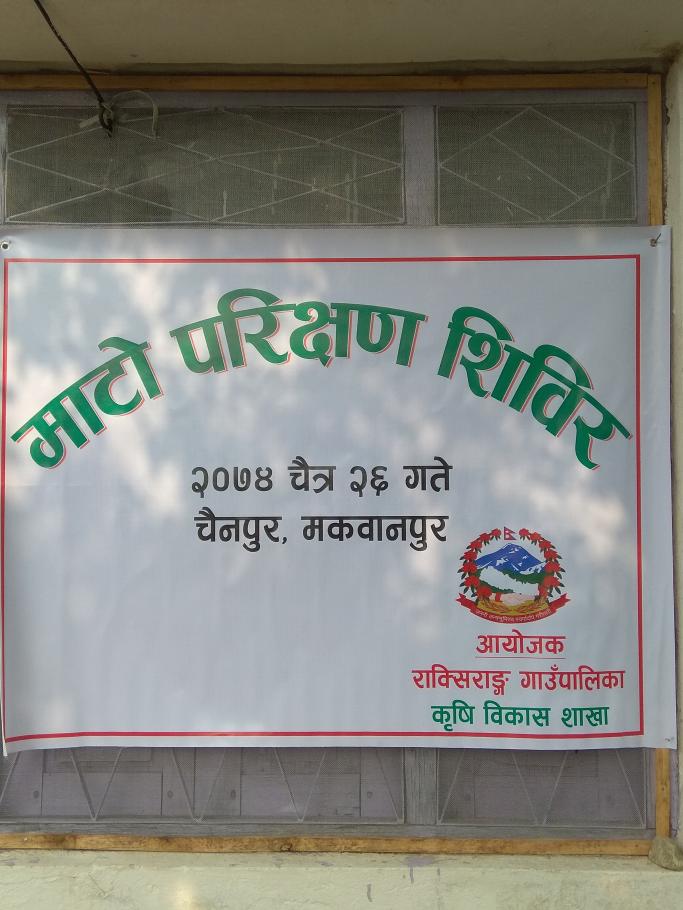 माटो परिक्षण शिविर
२०७४ चैत्र २६ गते
चैनपुर, मकवानपुर
आयोजक
राक्सिराङ्ग गाउँपालिका
कृषि विकास शाखा